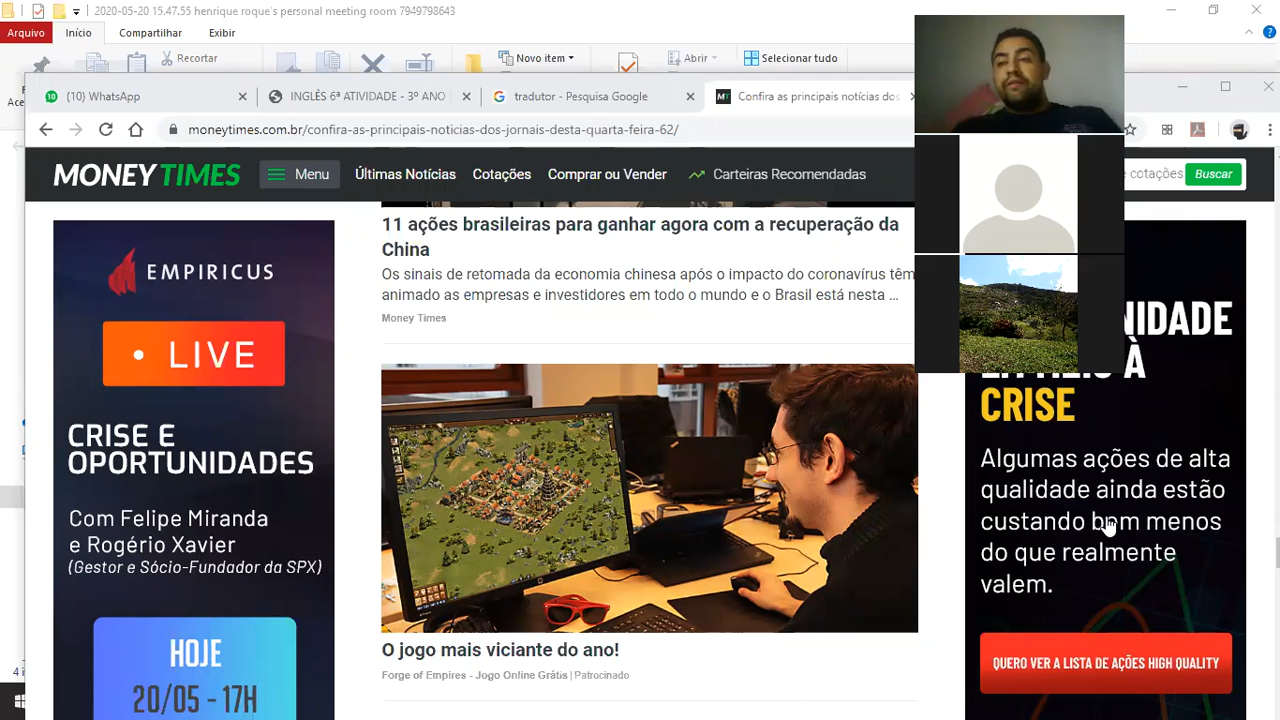 2020-05-20 15.47.55 henrique roque's personal meeting room 7949798643
Arquivo Início Compartilhar Exibir
Recortar Novo item Abrir Selecionar tudo
(10) WhatsApp INGLÊS 6ª ATIVIDADE - 3º ANO tradutor - Pesquisa Google Confira as principais notícias dos
moneytimes.com.br/confira-as-principais-noticias-dos-jornais-desta-quarta-feira-62/
MONEY TIMES Menu Últimas Notícias Cotações Comprar ou Vender Carteiras Recomendadas cotações Buscar
11 ações brasileiras para ganhar agora com a recuperação da
China
Os sinais de retomada da economia chinesa após o impacto do coronavírus têm
animado as empresas e investidores em todo o mundo e o Brasil está nesta ...
Money Times
O jogo mais viciante do ano!
Forge of Empires - Jogo Online Grátis | Patrocinado
EMPIRICUS
• LIVE
CRISE E
OPORTUNIDADES
Com Felipe Miranda
e Rogério Xavier
(Gestor e Sócio-Fundador da SPX)
HOJE
20/05 - 17H
NIDADE
À
CRISE
Algumas ações de alta
qualidade ainda estão
custando bem menos
do que realmente
valem.
QUERO VER A LISTA DE AÇÕES HIGH QUALITY